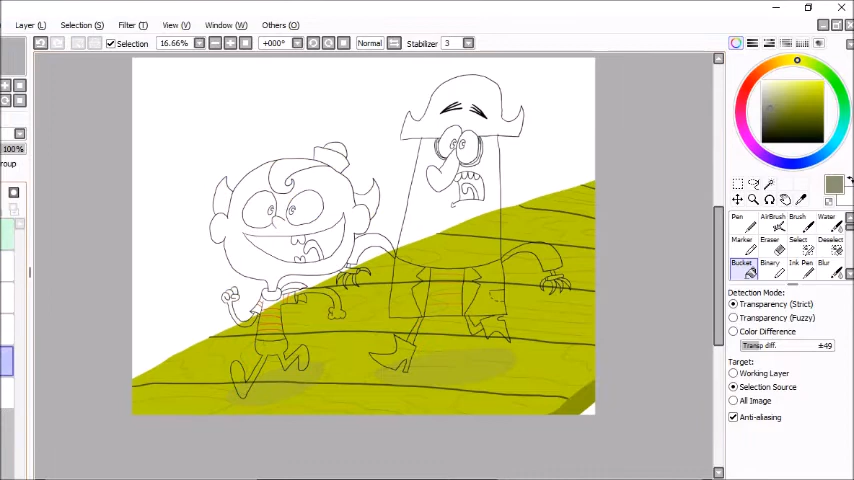 Layer (L) Selection (S) Filter (T) View (V) Window (W) Others (O)
Selection 16.66% +000° Normal Stabilizer 3
100%
roup
Pen AirBrush Brush Water
Marker Eraser Select Deselect
Bucket Binary Ink Pen Blur
Detection Mode:
Transparency (Strict)
Transparency (Fuzzy)
Color Difference
Transp diff. ±49
Target:
Working Layer
Selection Source
All Image
Anti-aliasing